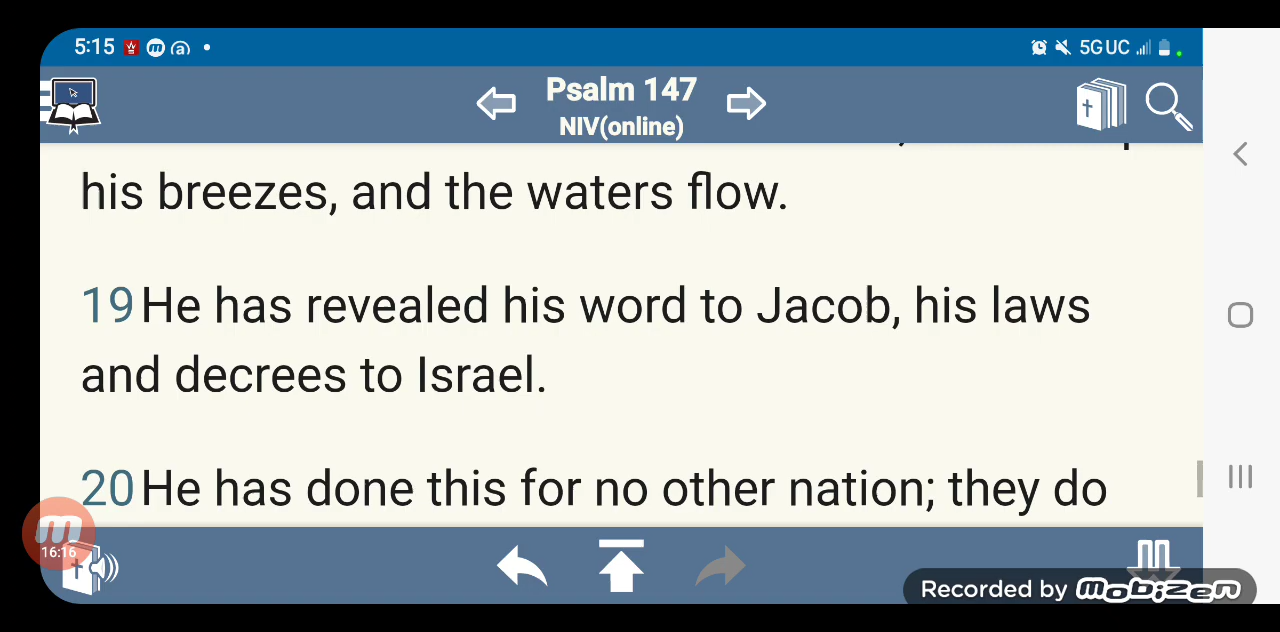 5:15
5G UC
Psalm 147
NIV(online)
his breezes, and the waters flow.
19 He has revealed his word to Jacob, his laws
and decrees to Israel.
20 He has done this for no other nation; they do
16:16
Recorded by Mobizen